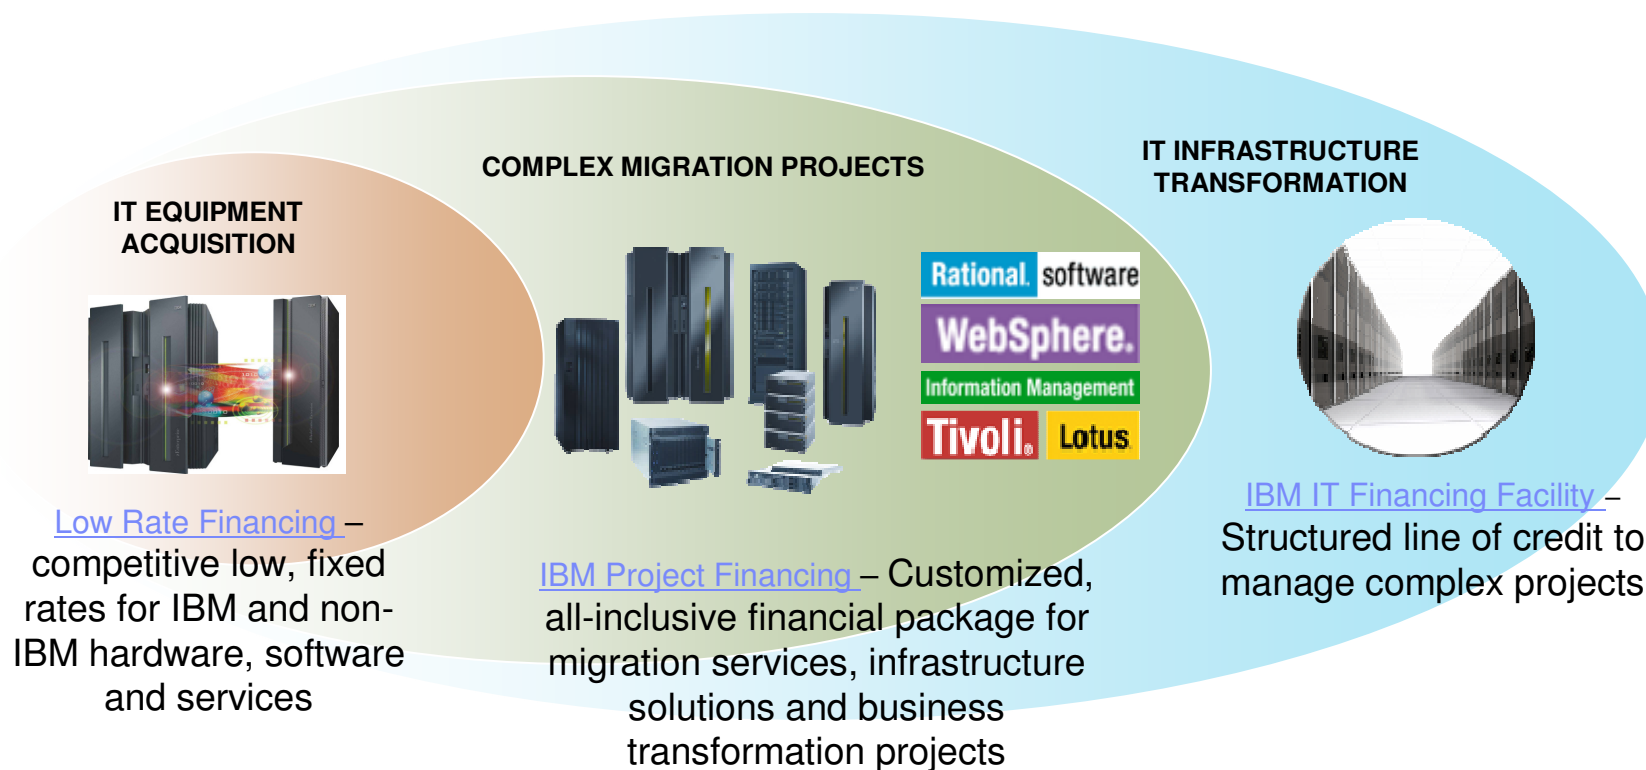 IT EQUIPMENT
ACQUISITION
Low Rate Financing –
competitive low, fixed
rates for IBM and non-
IBM hardware, software
and services
COMPLEX MIGRATION PROJECTS
Rational. software
WebSphere.
Information Management
Tivoli®
Lotus
IBM Project Financing – Customized,
all-inclusive financial package for
migration services, infrastructure
solutions and business
transformation projects
IT INFRASTRUCTURE
TRANSFORMATION
IBM IT Financing Facility –
Structured line of credit to
manage complex projects